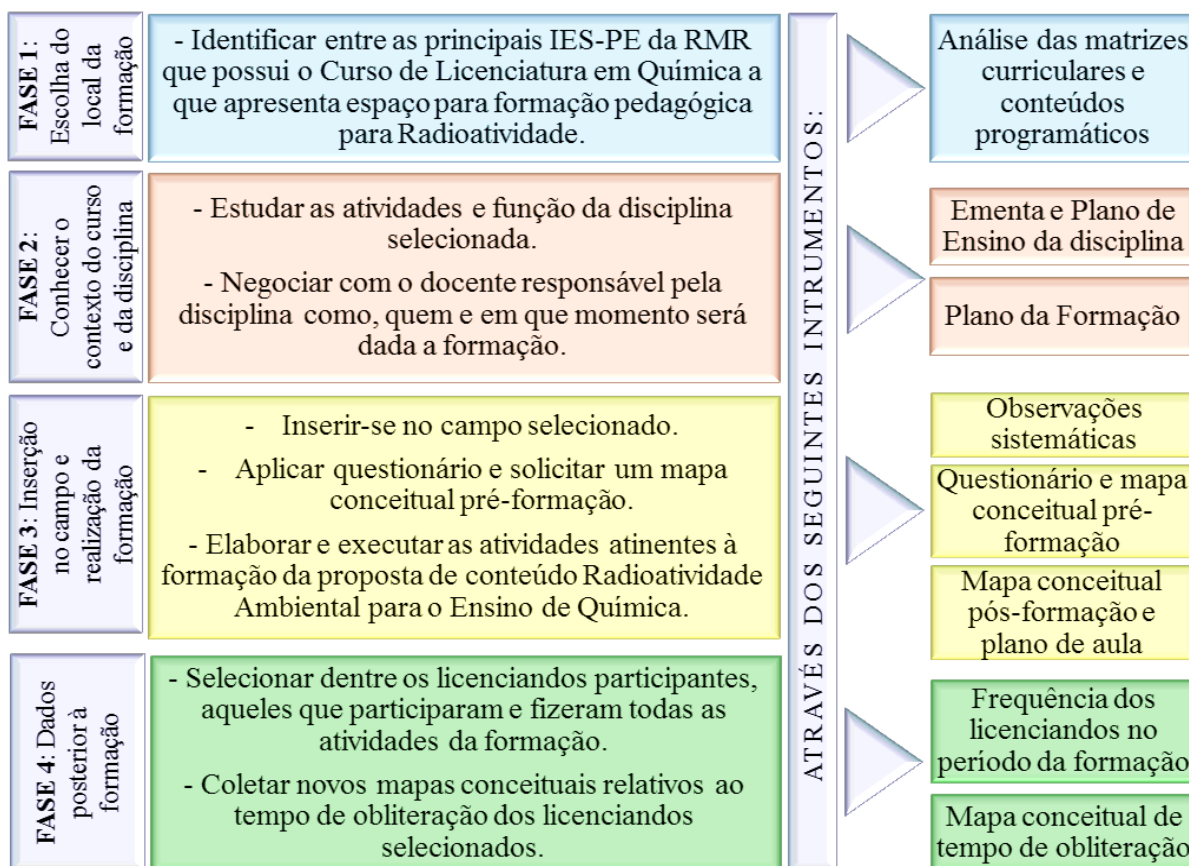 FASE 1:
Escolha do
local da
formação
- Identificar entre as principais IES-PE da RMR
que possui o Curso de Licenciatura em Química a
que apresenta espaço para formação pedagógica
para Radioatividade.
Análise das matrizes
curriculares e
conteúdos
programáticos
FASE 2:
Conhecer o
contexto do curso
e da disciplina
- Estudar as atividades e função da disciplina
selecionada.
- Negociar com o docente responsável pela
disciplina como, quem e em que momento será
dada a formação.
Ementa e Plano de
Ensino da disciplina
Plano da Formação
ATRAVÉS DOS SEGUINTES INTRUMENTOS:
FASE 3: Inserção
no campo e
realização da
formação
- Inserir-se no campo selecionado.
- Aplicar questionário e solicitar um mapa
conceitual pré-formação.
- Elaborar e executar as atividades atinentes à
formação da proposta de conteúdo Radioatividade
Ambiental para o Ensino de Química.
Observações
sistemáticas
Questionário e mapa
conceitual pré-
formação
Mapa conceitual
pós-formação e
plano de aula
FASE 4: Dados
posterior à
formação
- Selecionar dentre os licenciandos participantes,
aqueles que participaram e fizeram todas as
atividades da formação.
- Coletar novos mapas conceituais relativos ao
tempo de obliteração dos licenciandos
selecionados.
Frequência dos
licenciandos no
período da formação
Mapa conceitual de
tempo de obliteração